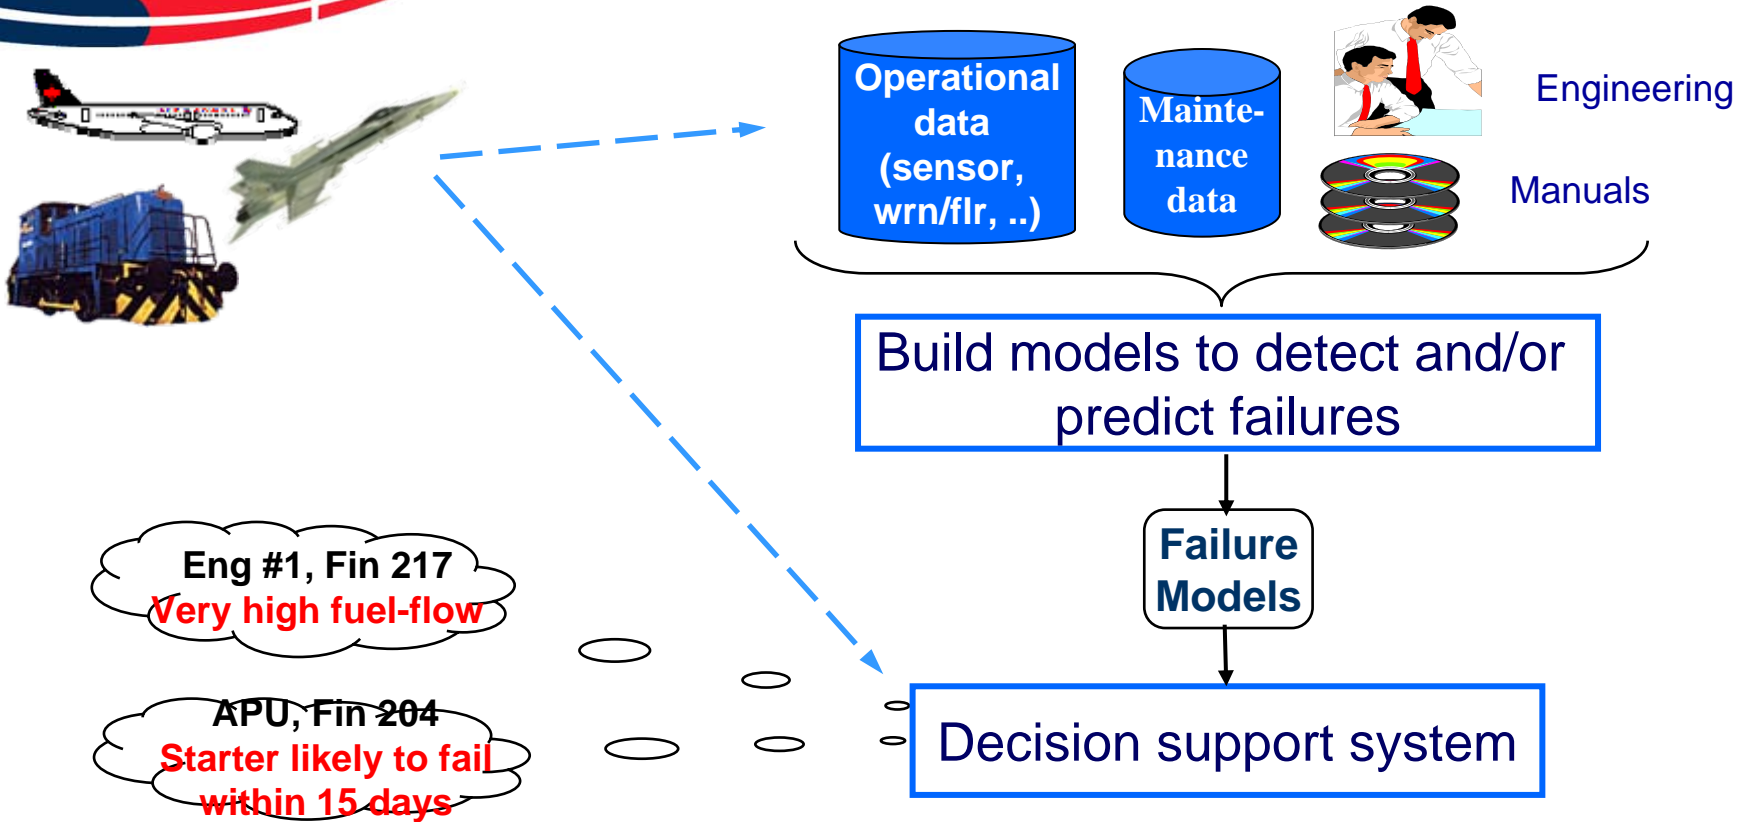 Operational
data
(sensor,
wrn/flr, ..)
Mainte-
nance
data
Engineering
Manuals
Build models to detect and/or
predict failures
Failure
Models
Decision support system
Eng #1, Fin 217
Very high fuel-flow
APU, Fin 204
Starter likely to fail
within 15 days